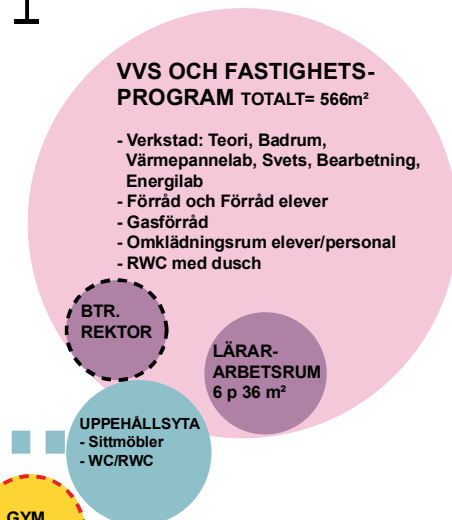 VVS OCH FASTIGHETS-
PROGRAM TOTALT= 566m²
- Verkstad: Teori, Badrum,
Värmepannelab, Svets, Bearbetning,
Energilab
- Förråd och Förråd elever
- Gasförråd
- Omklädningsrum elever/personal
- RWC med dusch
BTR.
REKTOR
LÄRAR-
ARBETSRUM
6 p 36 m²
UPPEHÅLLSYTA
- Sittmöbler
- WC/RWC
GYM